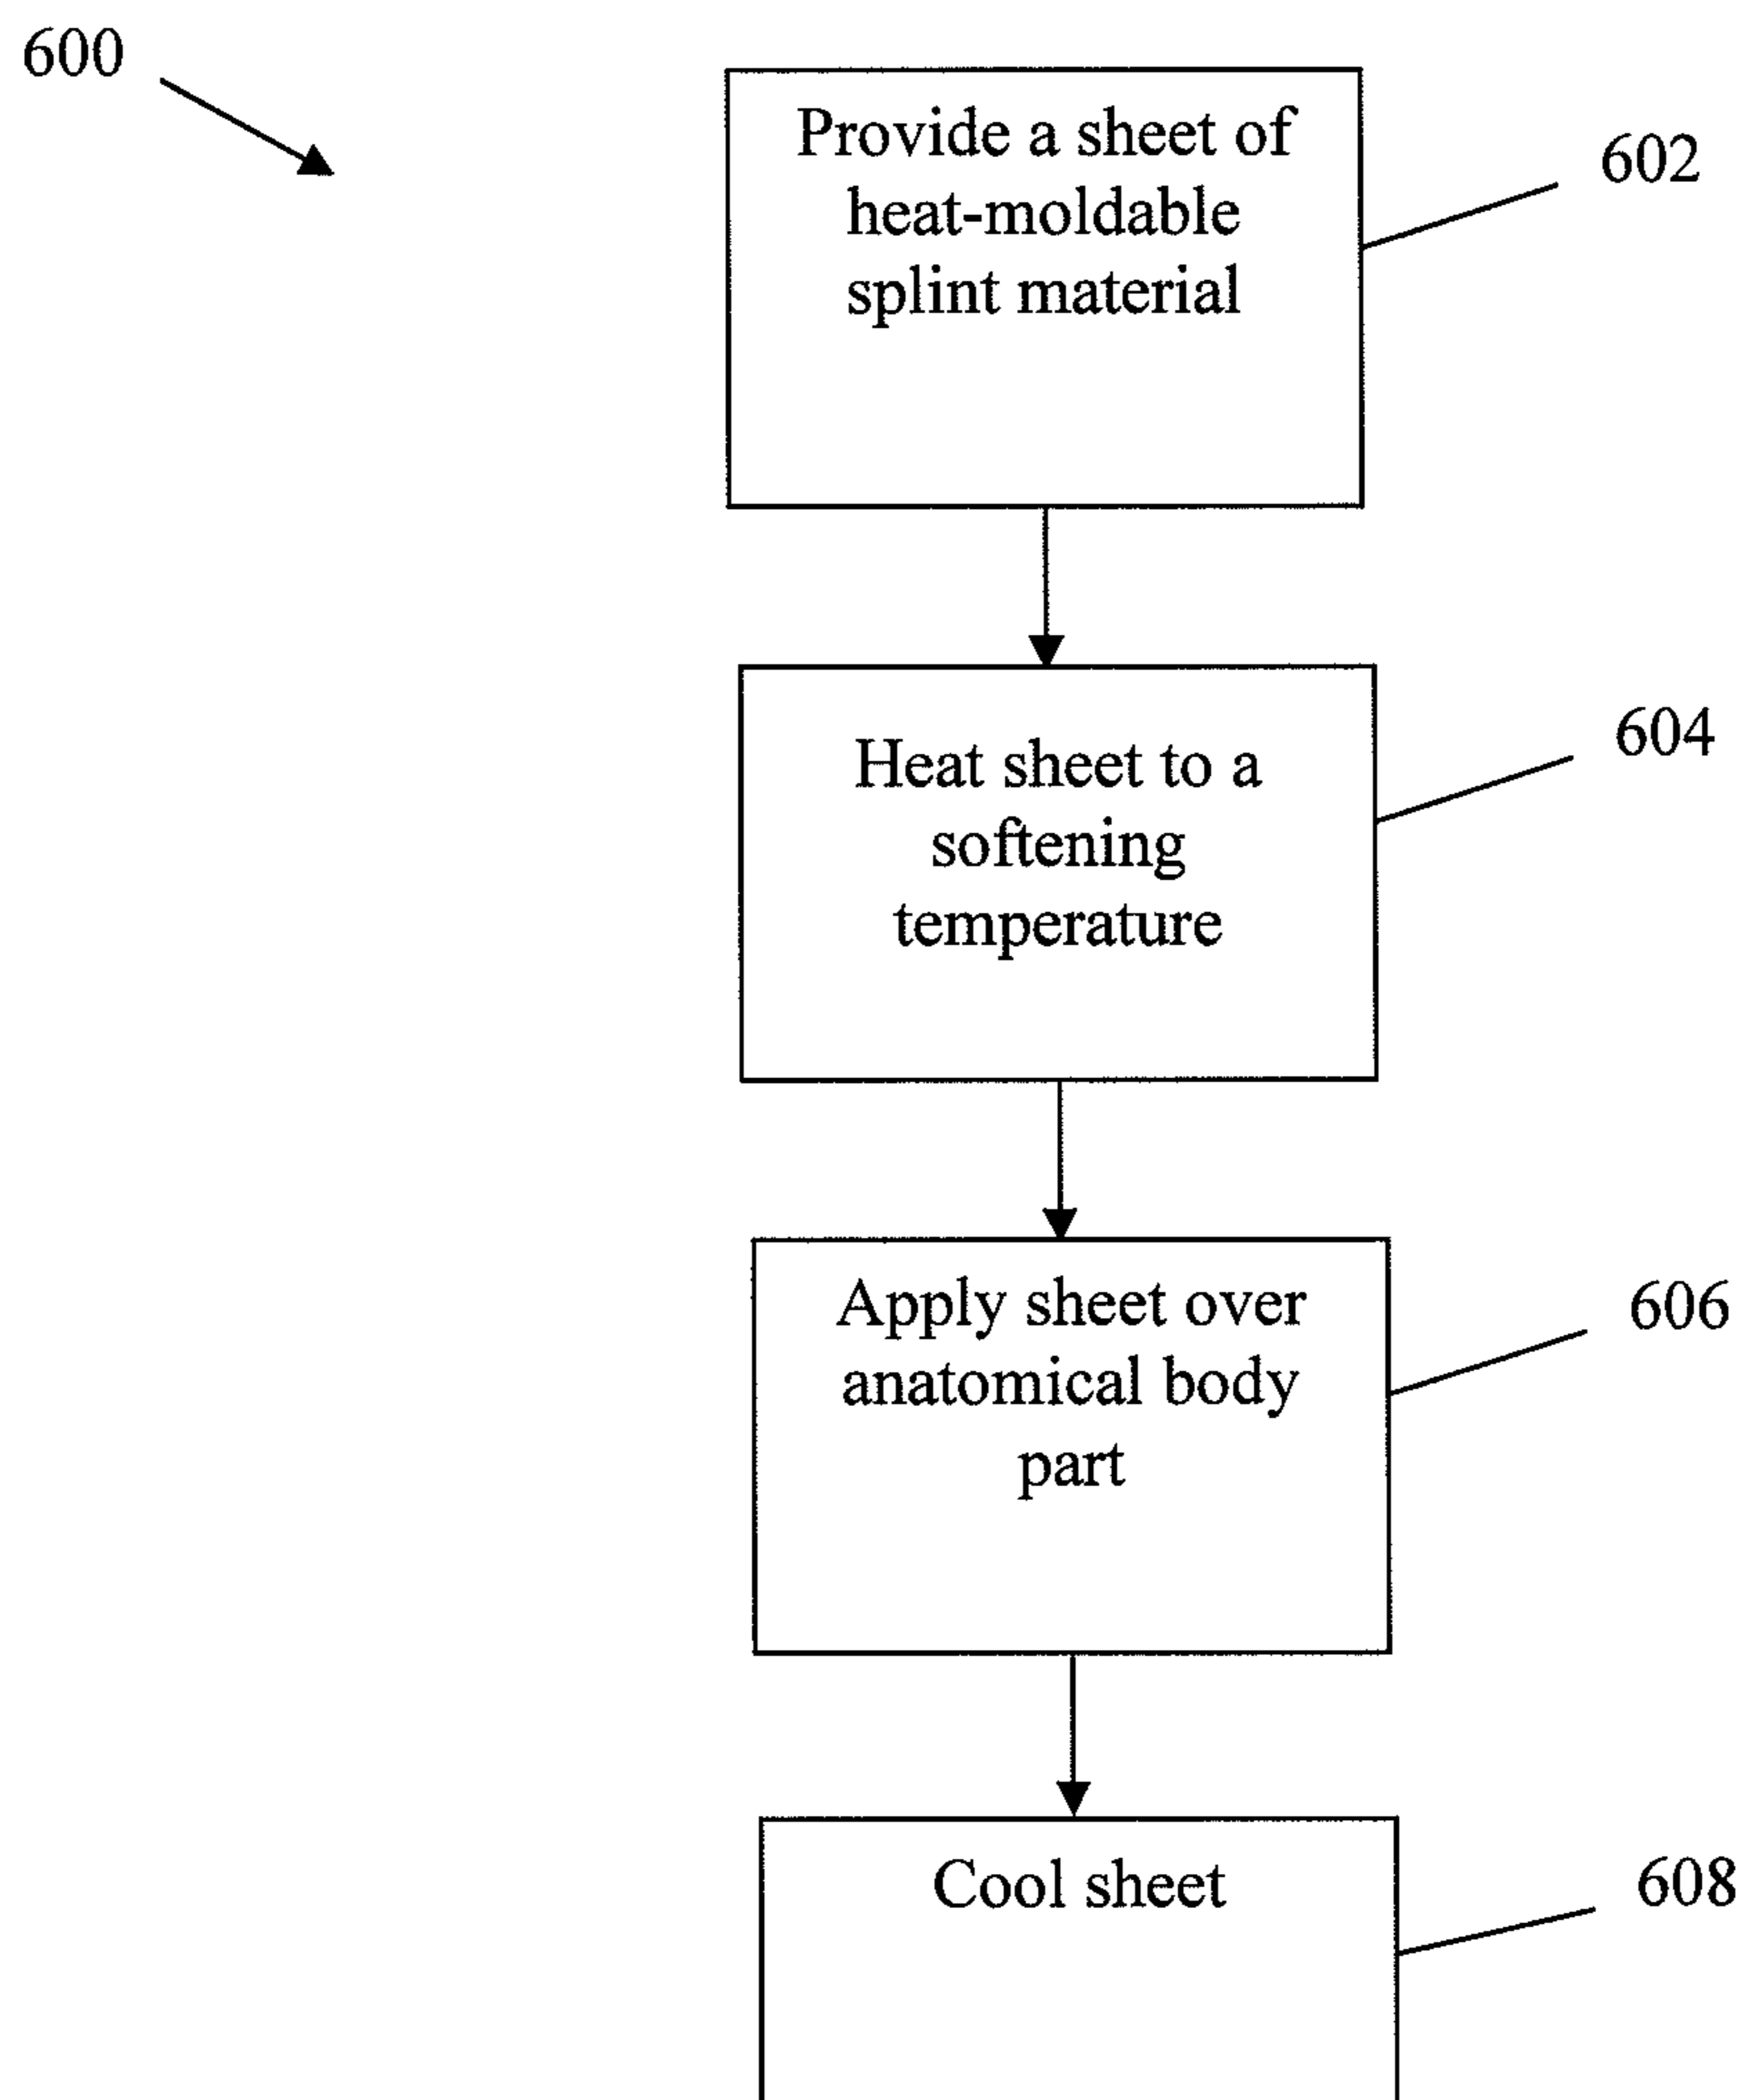 600
Provide a sheet of
heat-moldable
splint material
602
Heat sheet to a
softening
temperature
604
Apply sheet over
anatomical body
part
606
Cool sheet
608